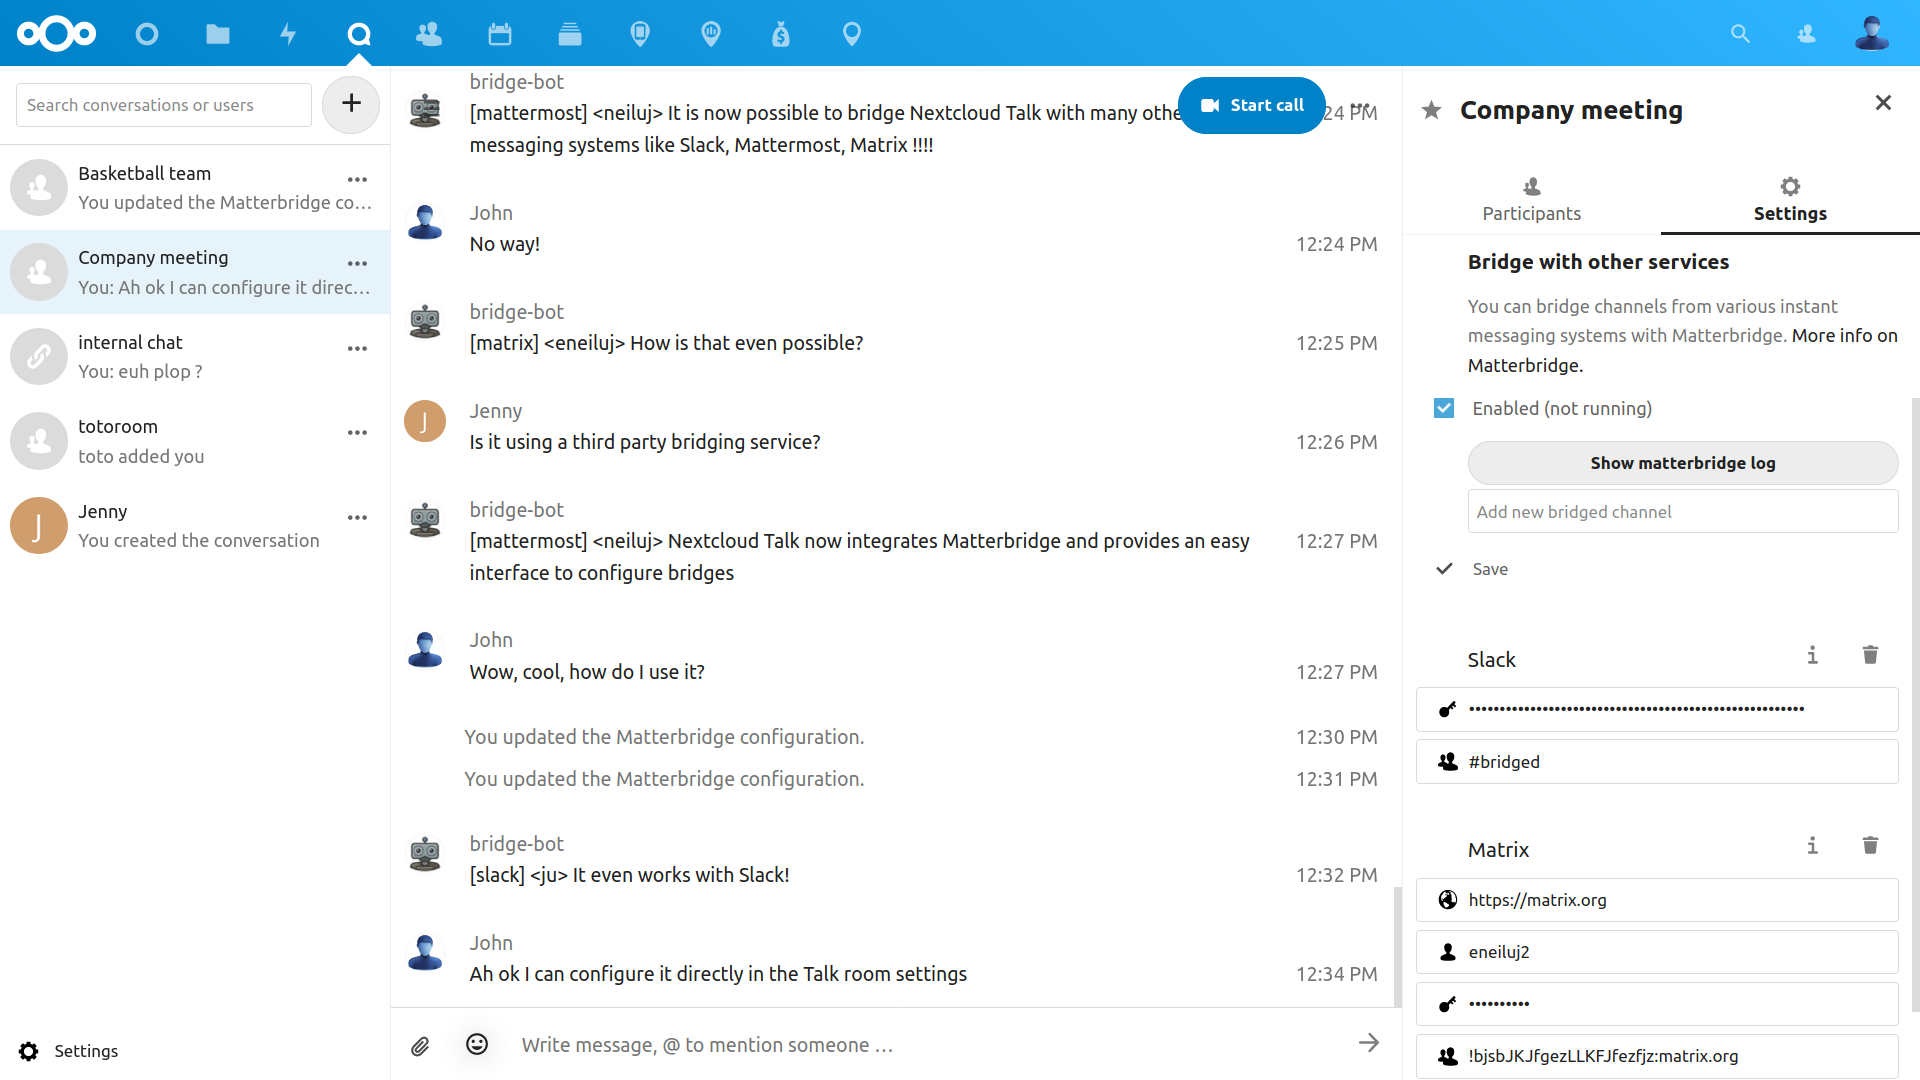 Search conversations or users
+
Basketball team
You updated the Matterbridge co...
Company meeting
You: Ah ok I can configure it direc...
internal chat
You: euh plop ?
totoroom
toto added you
J
Jenny
You created the conversation
Settings
bridge-bot
[mattermost] <neiluj> It is now possible to bridge Nextcloud Talk with many othe
24 PM
messaging systems like Slack, Mattermost, Matrix !!!!
Start call
John
No way!
12:24 PM
bridge-bot
[matrix] <eneiluj> How is that even possible?
12:25 PM
J
Jenny
Is it using a third party bridging service?
12:26 PM
bridge-bot
[mattermost] <neiluj> Nextcloud Talk now integrates Matterbridge and provides an easy
12:27 PM
interface to configure bridges
John
Wow, cool, how do I use it?
12:27 PM
You updated the Matterbridge configuration.
12:30 PM
You updated the Matterbridge configuration.
12:31 PM
bridge-bot
[slack] <ju> It even works with Slack!
12:32 PM
John
Ah ok I can configure it directly in the Talk room settings
12:34 PM
Write message, @ to mention someone …
Company meeting
Participants
Settings
Bridge with other services
You can bridge channels from various instant
messaging systems with Matterbridge. More info on
Matterbridge.
Enabled (not running)
Show matterbridge log
Add new bridged channel
Save
Slack
#bridged
Matrix
https://matrix.org
eneiluj2
••••••••••
!bjsbJKJfgezLLKFJfezfjz:matrix.org